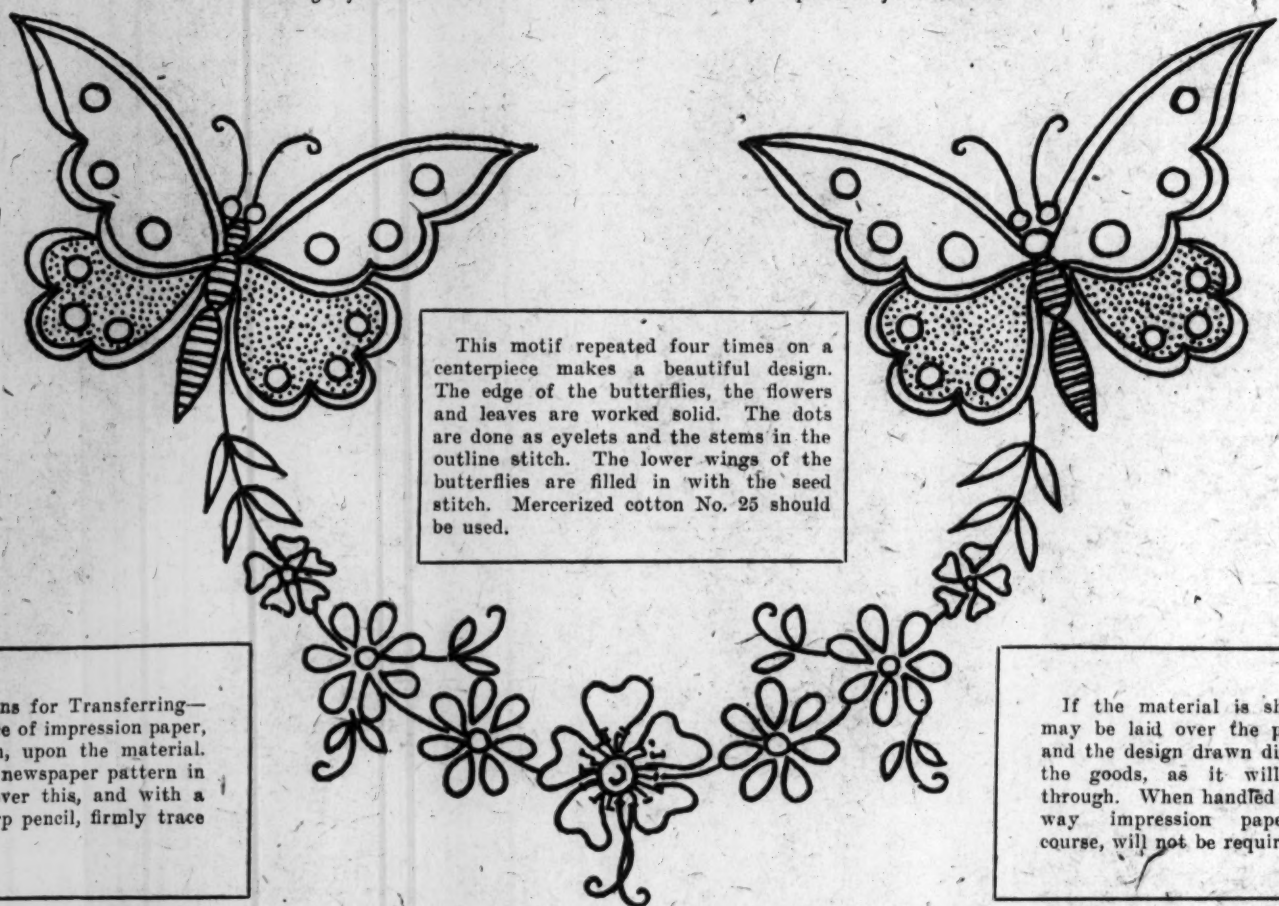 This motif repeated four times on a
centerpiece makes a beautiful design.
The edge of the butterflies, the flowers
and leaves are worked solid. The dots
are done as eyelets and the stems in the
outline stitch. The lower wings of the
butterflies are filled in with the seed
stitch. Mercerized cotton No. 25 should
be used.
ns for Transferring—
e of impression paper,
n, upon the material.
newspaper pattern in
ver this, and with a
rp pencil, firmly trace
If the material is sh
may be laid over the p
and the design drawn di
the goods, as it will
through. When handled
way impression pape
course, will not be requir